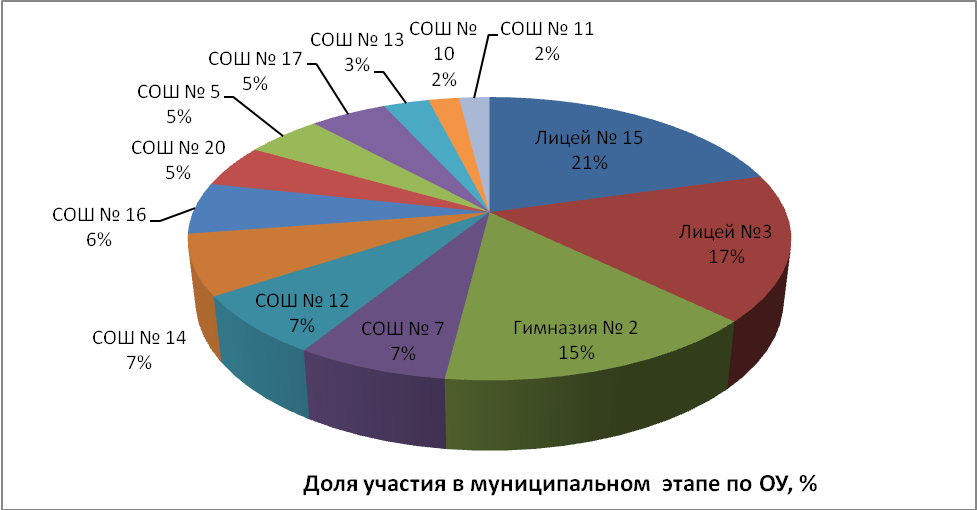 СОШ № 11
2%
СОШ №
10
2%
СОШ № 13
3%
СОШ № 17
5%
СОШ № 5
5%
СОШ № 20
5%
СОШ № 16
6%
СОШ № 14
7%
СОШ № 12
7%
СОШ № 7
7%
Гимназия № 2
15%
Лицей №3
17%
Лицей № 15
21%
Доля участия в муниципальном этапе по ОУ, %